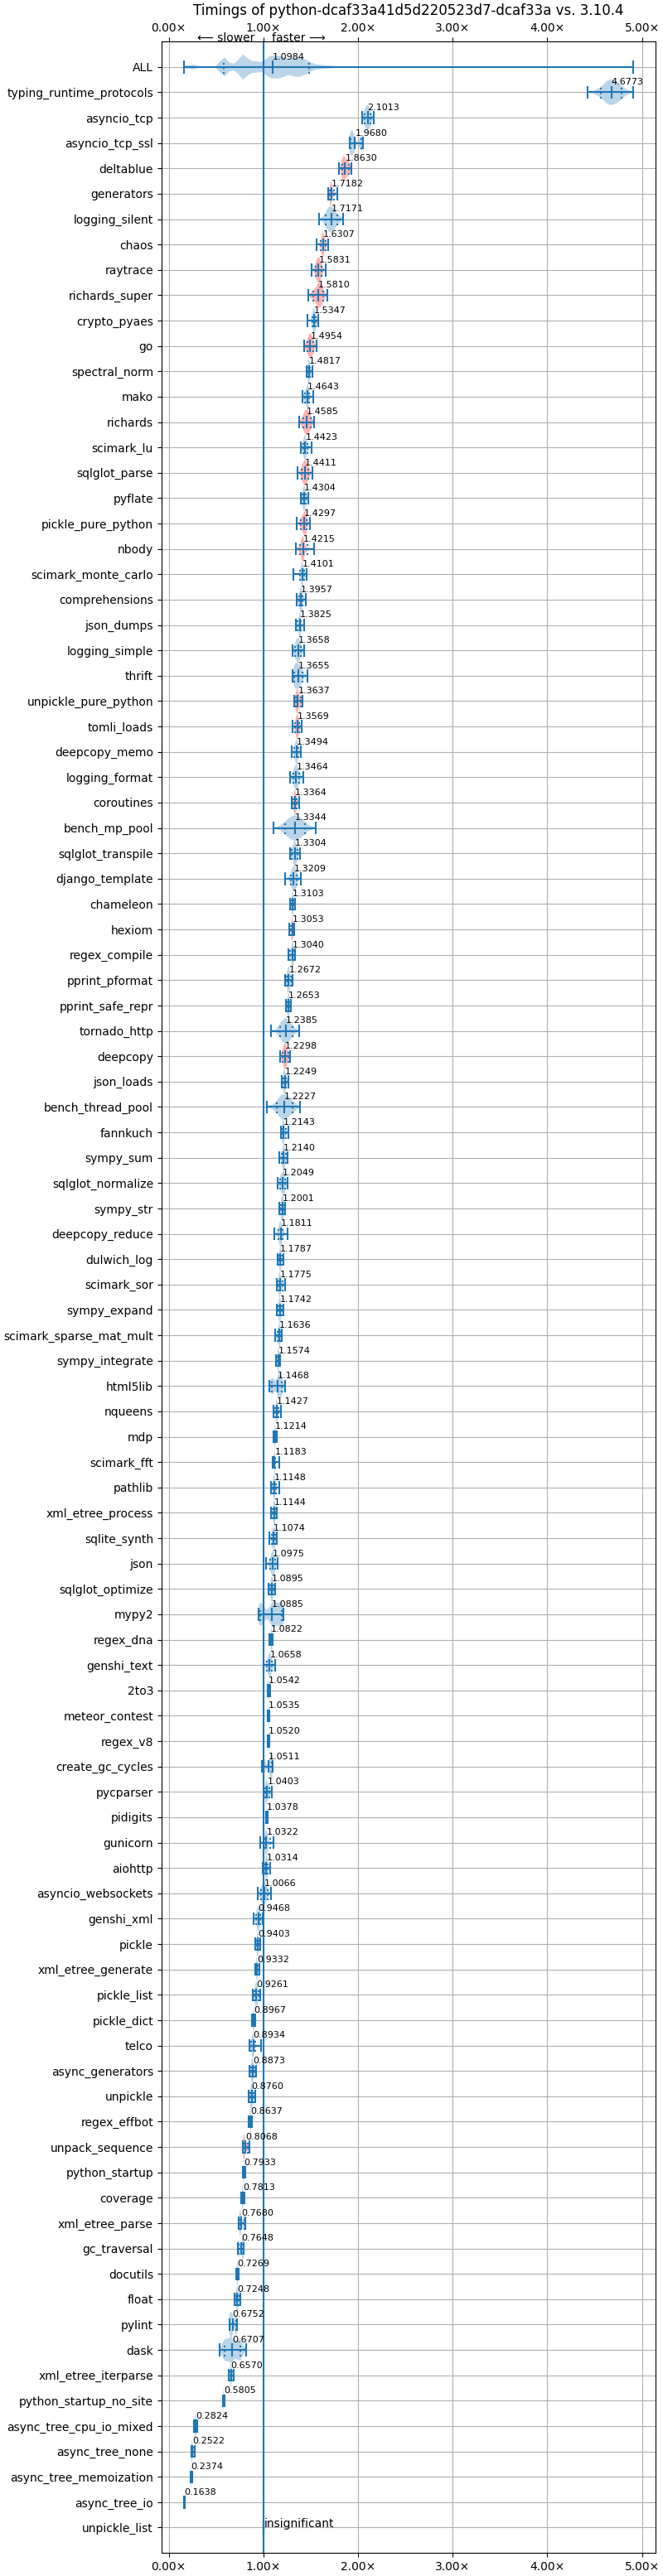 Timings of python-dcaf33a41d5d220523d7-dcaf33a vs. 3.10.4
0.00× 1.00× 2.00× 3.00× 4.00× 5.00×
← slower faster →
ALL 1.0984
typing_runtime_protocols 4.6773
asyncio_tcp 2.1013
asyncio_tcp_ssl 1.9680
deltablue 1.8630
generators 1.7182
logging_silent 1.7171
chaos 1.6307
raytrace 1.5831
richards_super 1.5810
crypto_pyaes 1.5347
go 1.4954
spectral_norm 1.4817
mako 1.4643
richards 1.4585
scimark_lu 1.4423
sqlglot_parse 1.4411
pyflate 1.4304
pickle_pure_python 1.4297
nbody 1.4215
scimark_monte_carlo 1.4101
comprehensions 1.3957
json_dumps 1.3825
logging_simple 1.3658
thrift 1.3655
unpickle_pure_python 1.3637
tomli_loads 1.3569
deepcopy_memo 1.3494
logging_format 1.3464
coroutines 1.3364
bench_mp_pool 1.3344
sqlglot_transpile 1.3304
django_template 1.3209
chameleon 1.3103
hexiom 1.3053
regex_compile 1.3040
pprint_pformat 1.2672
pprint_safe_repr 1.2653
tornado_http 1.2385
deepcopy 1.2298
json_loads 1.2249
bench_thread_pool 1.2227
fannkuch 1.2143
sympy_sum 1.2140
sqlglot_normalize 1.2049
sympy_str 1.2001
deepcopy_reduce 1.1811
dulwich_log 1.1787
scimark_sor 1.1775
sympy_expand 1.1742
scimark_sparse_mat_mult 1.1636
sympy_integrate 1.1574
html5lib 1.1468
nqueens 1.1427
mdp 1.1214
scimark_fft 1.1183
pathlib 1.1148
xml_etree_process 1.1144
sqlite_synth 1.1074
json 1.0975
sqlglot_optimize 1.0895
mypy2 1.0885
regex_dna 1.0822
genshi_text 1.0658
2to3 1.0542
meteor_contest 1.0535
regex_v8 1.0520
create_gc_cycles 1.0511
pycparser 1.0403
pidigits 1.0378
gunicorn 1.0322
aiohttp 1.0314
asyncio_websockets 1.0066
genshi_xml 0.9468
pickle 0.9403
xml_etree_generate 0.9332
pickle_list 0.9261
pickle_dict 0.8967
telco 0.8934
async_generators 0.8873
unpickle 0.8760
regex_effbot 0.8637
unpack_sequence 0.8068
python_startup 0.7933
coverage 0.7813
xml_etree_parse 0.7680
gc_traversal 0.7648
docutils 0.7269
float 0.7248
pylint 0.6752
dask 0.6707
xml_etree_iterparse 0.6570
python_startup_no_site 0.5805
async_tree_cpu_io_mixed 0.2824
async_tree_none 0.2522
async_tree_memoization 0.2374
async_tree_io 0.1638
unpickle_list insignificant
0.00× 1.00× 2.00× 3.00× 4.00× 5.00×